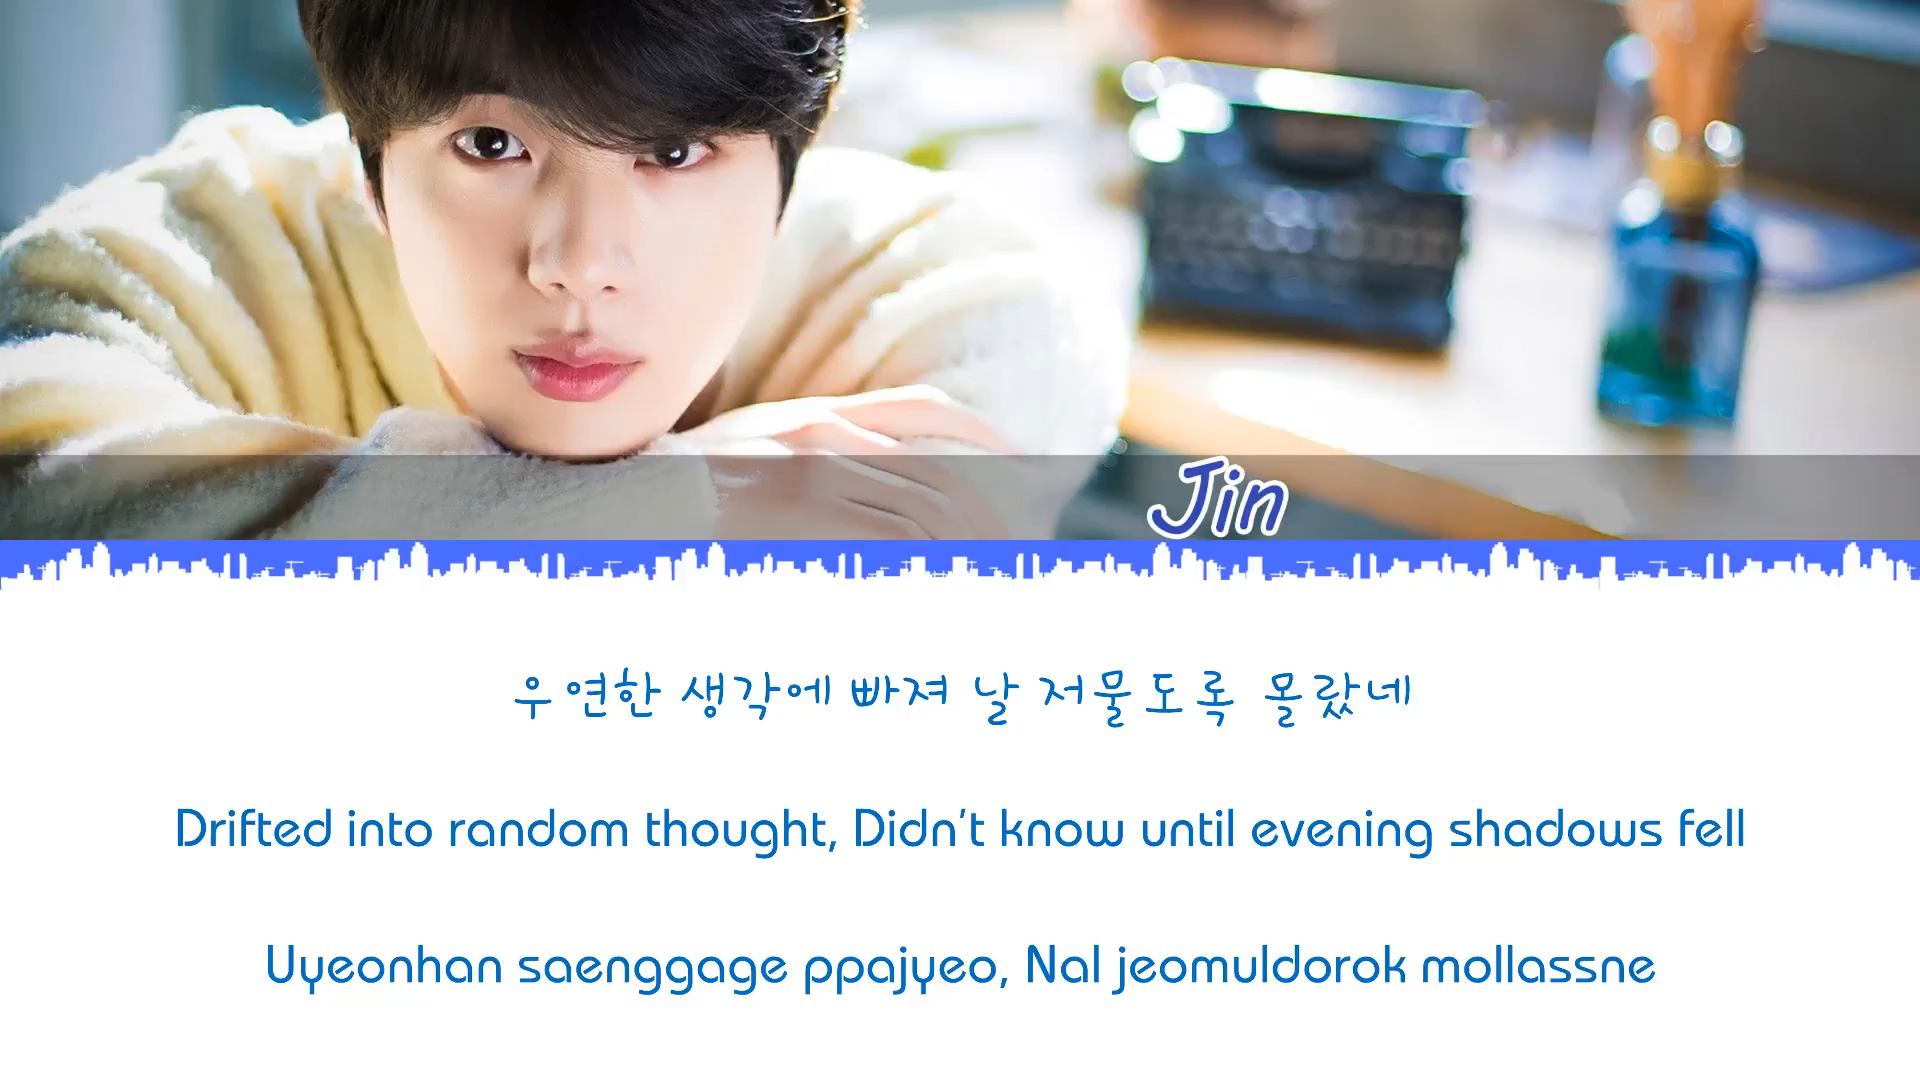 Jin
우연한 생각에 빠져 날 저물도록 몰랐네
Drifted into random thought, Didn't know until evening shadows fell
Uyeonhan saenggage ppajyeo, Nal jeomuldorok mollassne